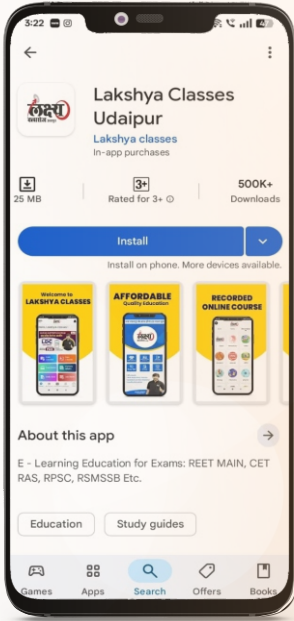 3:22
Lakshya Classes
Udaipur
Lakshya classes
In-app purchases
लक्ष्य
25 MB
3+
Rated for 3+
500K+
Downloads
Install
Install on phone. More devices available.
Welcome to
LAKSHYA CLASSES
AFFORDABLE
Quality Education
RECORDED
ONLINE COURSE
About this app
E - Learning Education for Exams: REET MAIN, CET
RAS, RPSC, RSMSSB Etc.
Education
Study guides
Games
Apps
Search
Offers
Books